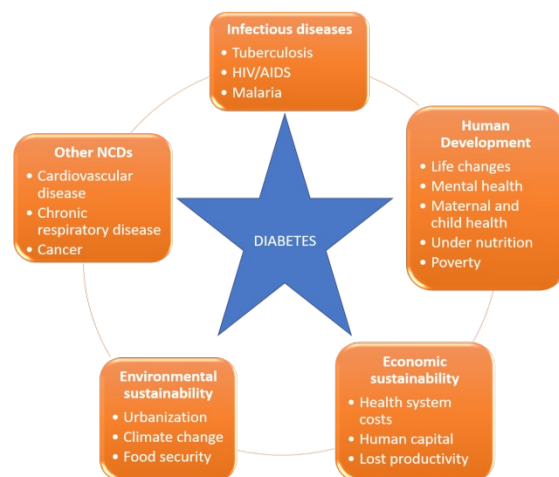 Infectious diseases
• Tuberculosis
• HIV/AIDS
• Malaria
Human
Development
• Life changes
• Mental health
• Maternal and
child health
• Under nutrition
• Poverty
Other NCDs
• Cardiovascular
disease
• Chronic
respiratory disease
• Cancer
DIABETES
Environmental
sustainability
• Urbanization
• Climate change
• Food security
Economic
sustainability
• Health system
costs
• Human capital
• Lost productivity